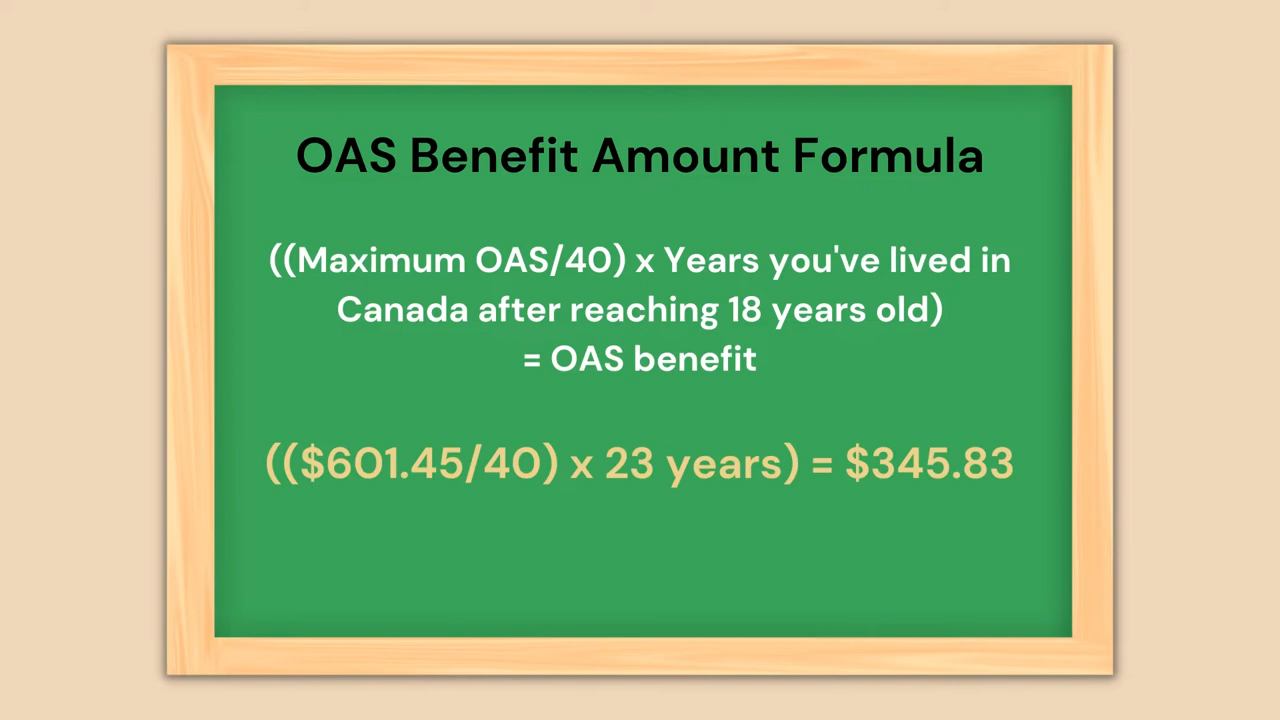 OAS Benefit Amount Formula
((Maximum OAS/40) x Years you've lived in
Canada after reaching 18 years old)
= OAS benefit
(($601.45/40) x 23 years) = $345.83